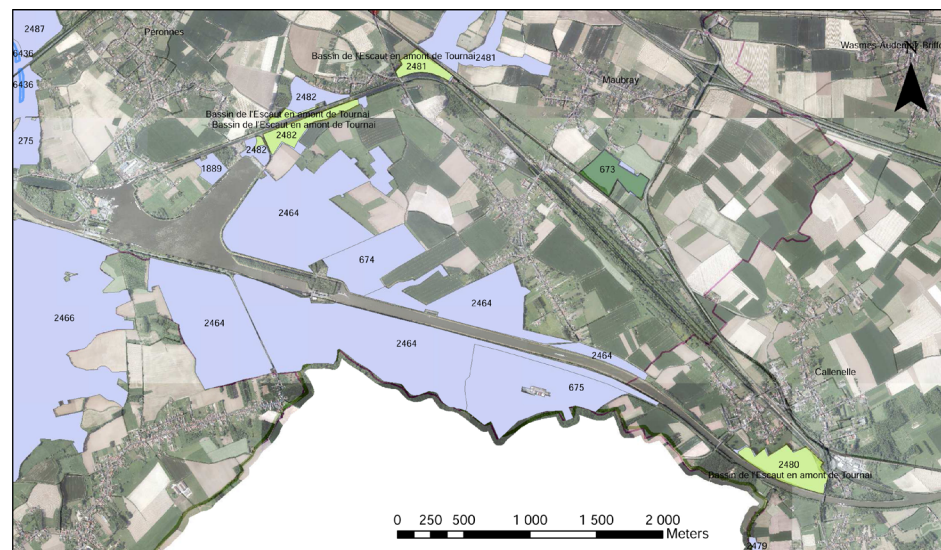 2487
Péronnes
6436
6436
275
Bassin de l'Escaut en amont de Tournai
2481
2481
Maubray
N
2482
Bassin de l'Escaut en amont de Tournai
Bassin de l'Escaut en amont de Tournai
2482
2482
1889
673
2464
674
2464
2466
2464
2464
2464
675
Callenelle
2480
Bassin de l'Escaut en amont de Tournai
0 250 500 1 000 1 500 2 000
Meters
2479